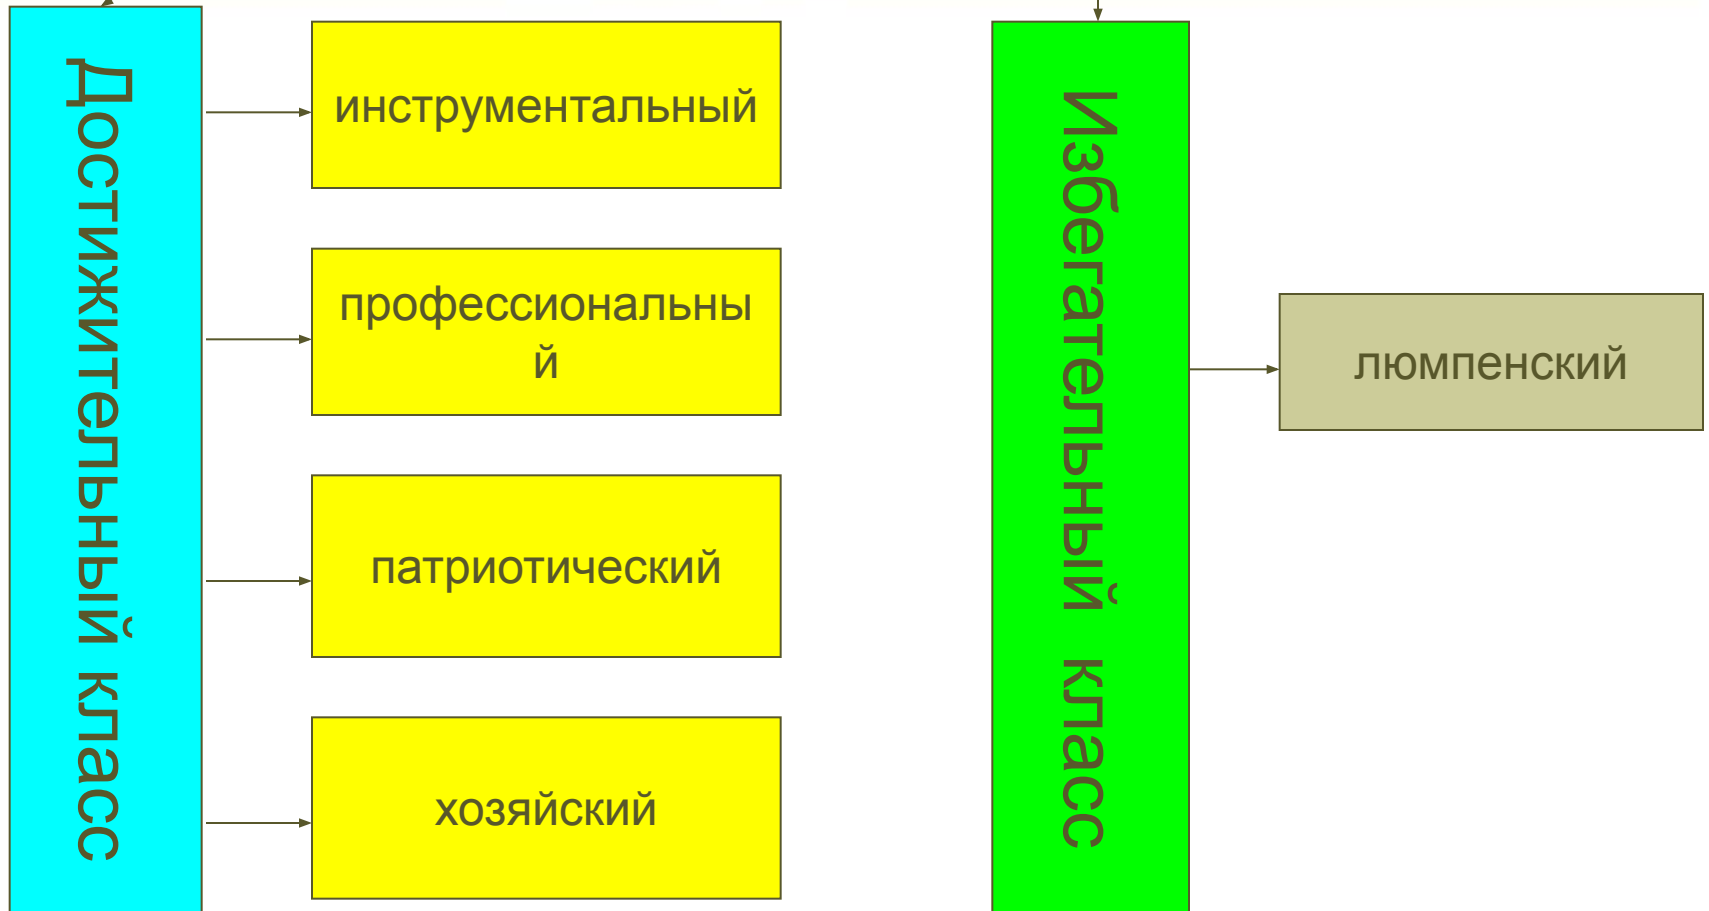 Достижительный класс
инструментальный
профессиональны
й
патриотический
хозяйский
Избегательный класс
люмпенский